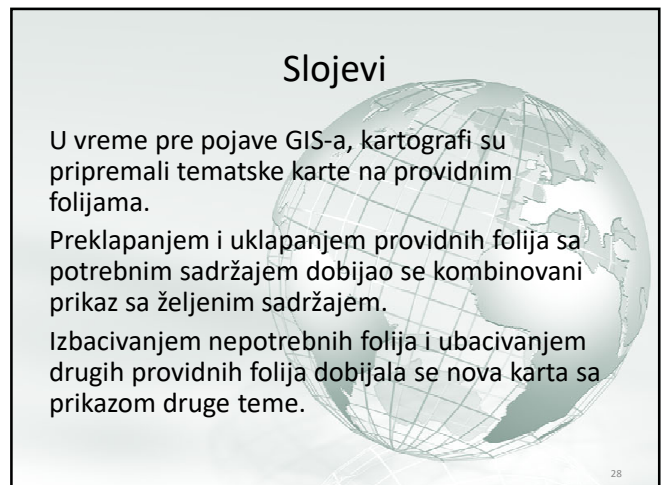 Slojevi
U vreme pre pojave GIS-a, kartografi su
pripremali tematske karte na providnim
folijama.
Preklapanjem i uklapanjem providnih folija sa
potrebnim sadržajem dobijao se kombinovani
prikaz sa željenim sadržajem.
Izbacivanjem nepotrebnih folija i ubacivanjem
drugih providnih folija dobijala se nova karta sa
prikazom druge teme.
28